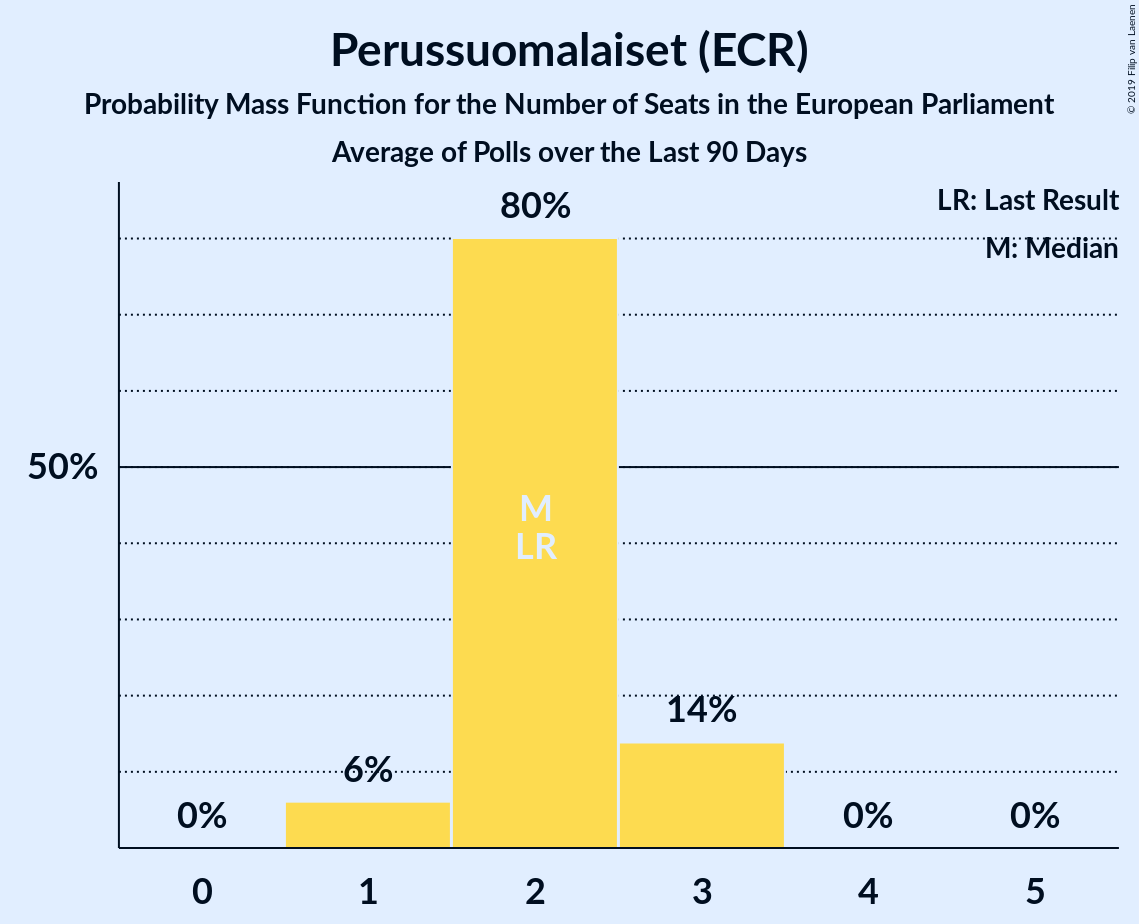 Perussuomalaiset (ECR)
Probability Mass Function for the Number of Seats in the European Parliament
Average of Polls over the Last 90 Days
© 2019 Filip van Laenen
LR: Last Result
M: Median
80%
50%
M
LR
14%
6%
0%
0%
0%
0
1
2
3
4
5